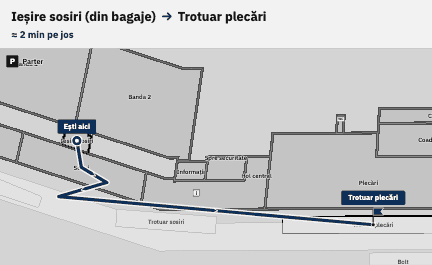 Ieșire sosiri (din bagaje) → Trotuar plecări
≈ 2 min pe jos
P Parter
Banda 2
Ești aici
Spre securitate
Informații
Hol central
Plecări
Trotuar plecări
Trotuar sosiri
Bolt